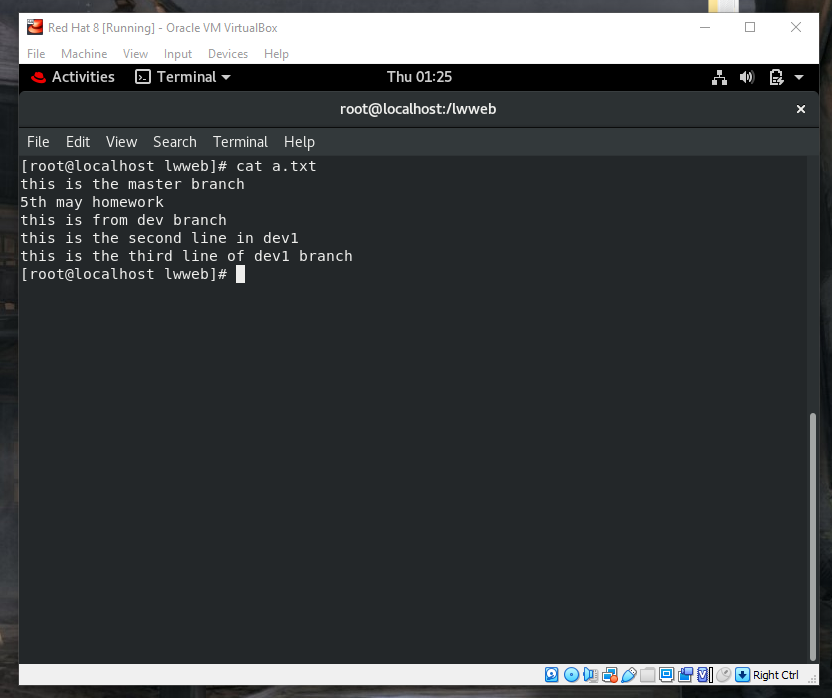 Red Hat 8 [Running] - Oracle VM VirtualBox
File Machine View Input Devices Help
Activities Terminal Thu 01:25
root@localhost:/lwweb
File Edit View Search Terminal Help
[root@localhost lwweb]# cat a.txt
this is the master branch
5th may homework
this is from dev branch
this is the second line in dev1
this is the third line of dev1 branch
[root@localhost lwweb]#
Right Ctrl